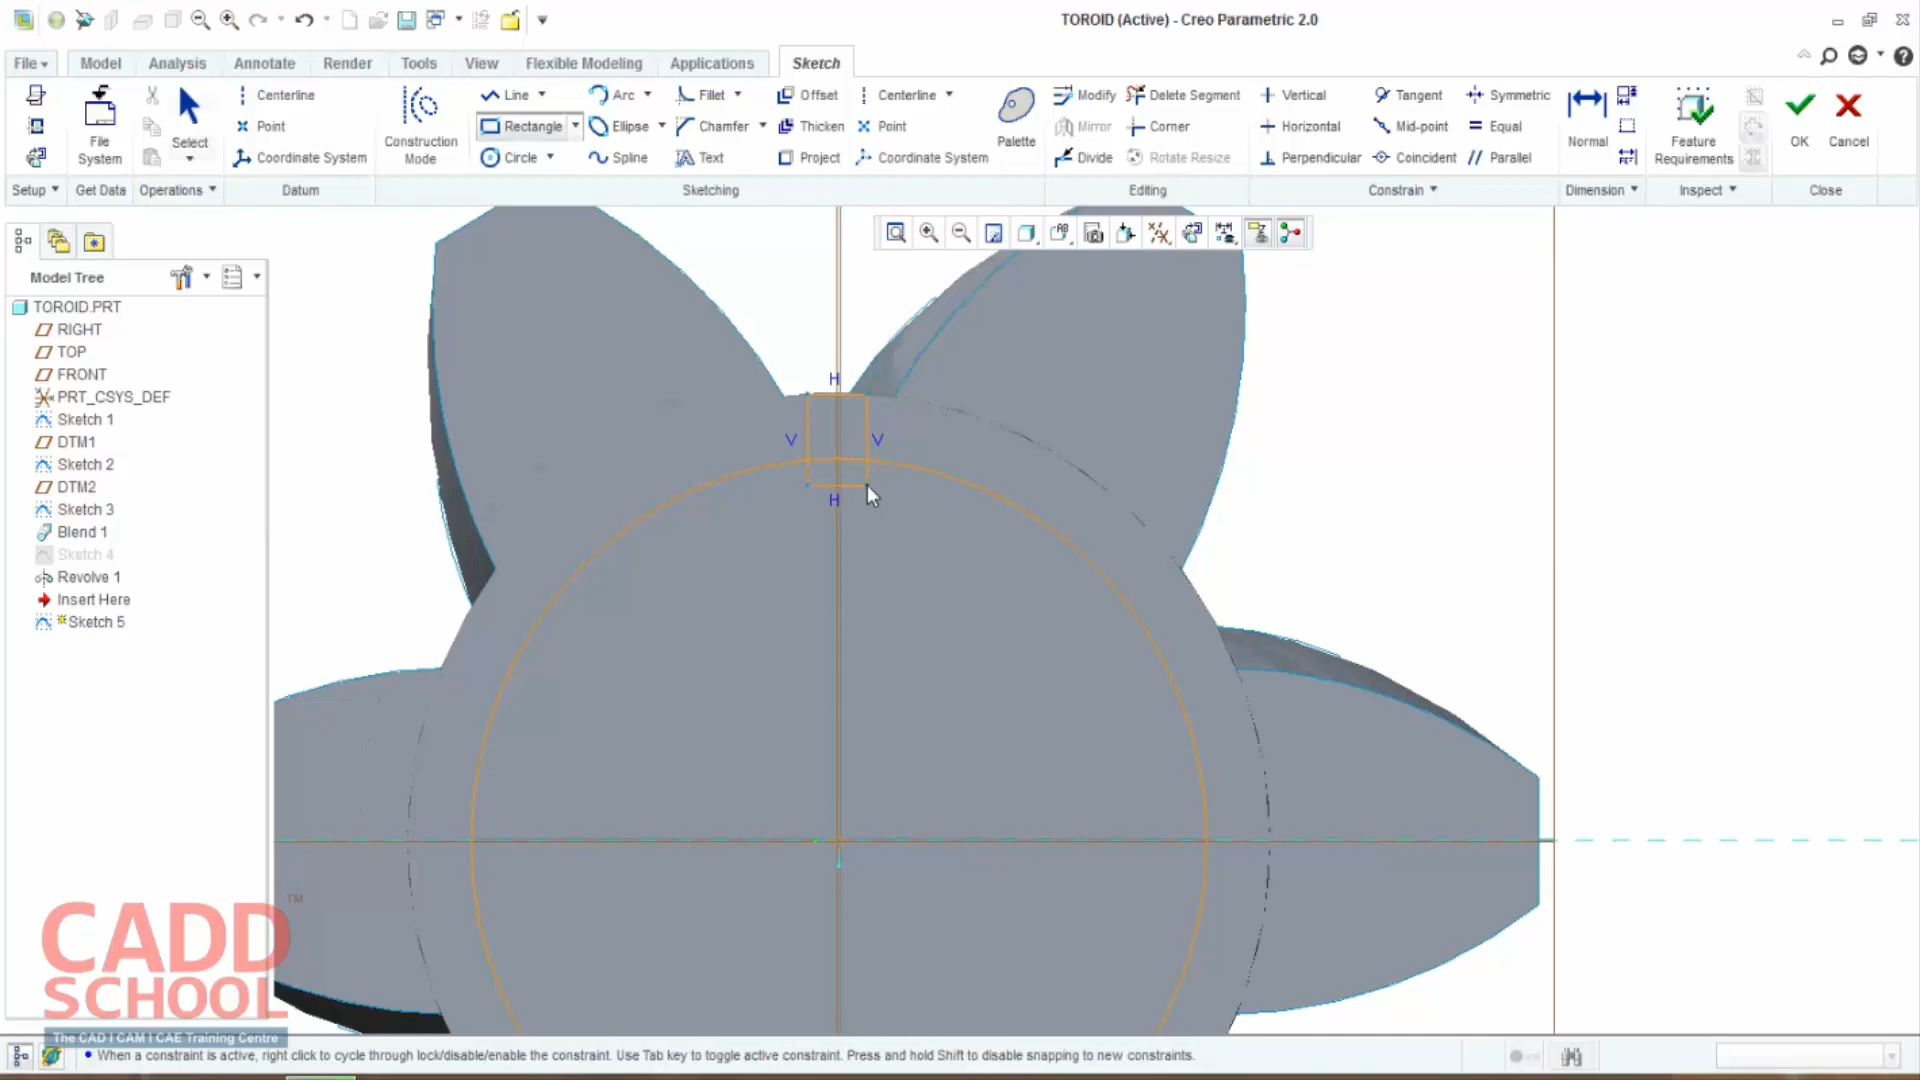 TOROID (Active) - Creo Parametric 2.0
File Model Analysis Annotate Render Tools View Flexible Modeling Applications Sketch
Centerline Line Arc Fillet Offset Centerline Modify Delete Segment Vertical Tangent Symmetric
Point Rectangle Ellipse Chamfer Thicken Point Mirror Corner Horizontal Mid-point Equal
File System Select Construction Mode Palette Normal Feature Requirements OK Cancel
Coordinate System Circle Spline Text Project Coordinate System Divide Rotate Resize Perpendicular Coincident Parallel
Setup Get Data Operations Datum Sketching Editing Constrain Dimension Inspect Close
Model Tree
TOROID.PRT
RIGHT
TOP
FRONT
PRT_CSYS_DEF
Sketch 1
DTM1
Sketch 2
DTM2
Sketch 3
Blend 1
Sketch 4
Revolve 1
Insert Here
Sketch 5
H
V V
H
CADD TM
SCHOOL
The CAD I CAM I CAE Training Centre
When a constraint is active, right click to cycle through lock/disable/enable the constraint. Use Tab key to toggle active constraint. Press and hold Shift to disable snapping to new constraints.